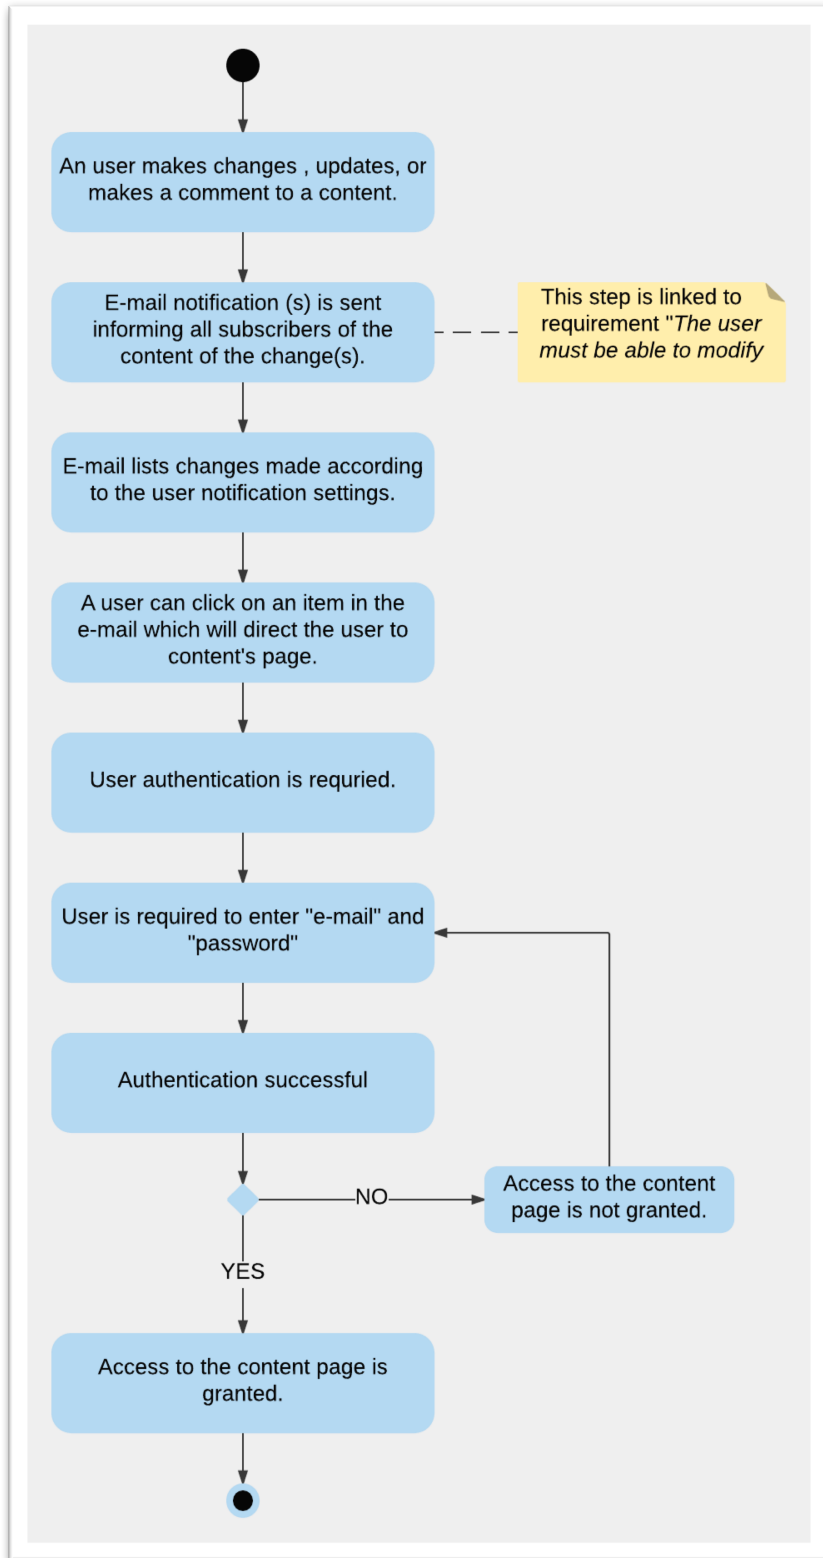 An user makes changes , updates, or
makes a comment to a content.
E-mail notification (s) is sent
informing all subscribers of the
content of the change(s).
This step is linked to
requirement "The user
must be able to modify
E-mail lists changes made according
to the user notification settings.
A user can click on an item in the
e-mail which will direct the user to
content's page.
User authentication is requried.
User is required to enter "e-mail" and
"password"
Authentication successful
NO
Access to the content
page is not granted.
YES
Access to the content page is
granted.